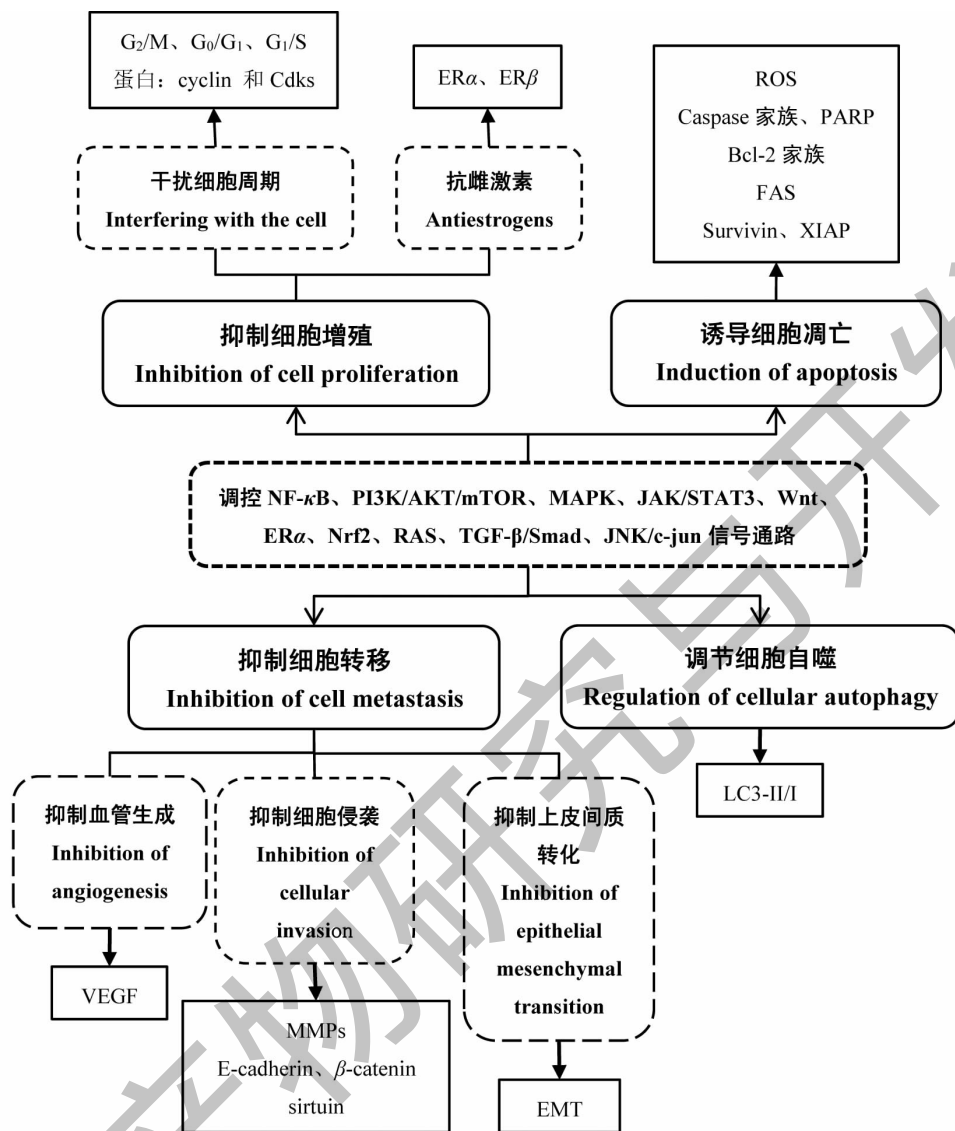 G₂/M、G₀/G₁、G₁/S
蛋白：cyclin 和 Cdks
ERα、ERβ
ROS
Caspase 家族、PARP
Bcl-2 家族
FAS
Survivin、XIAP
干扰细胞周期
Interfering with the cell
抗雌激素
Antiestrogens
抑制细胞增殖
Inhibition of cell proliferation
诱导细胞凋亡
Induction of apoptosis
调控 NF-κB、PI3K/AKT/mTOR、MAPK、JAK/STAT3、Wnt、
ERα、Nrf2、RAS、TGF-β/Smad、JNK/c-jun 信号通路
抑制细胞转移
Inhibition of cell metastasis
调节细胞自噬
Regulation of cellular autophagy
LC3-II/I
抑制血管生成
Inhibition of
angiogenesis
抑制细胞侵袭
Inhibition of
cellular
invasion
抑制上皮间质
转化
Inhibition of
epithelial
mesenchymal
transition
VEGF
MMPs
E-cadherin、β-catenin
sirtuin
EMT
产物研究与开发